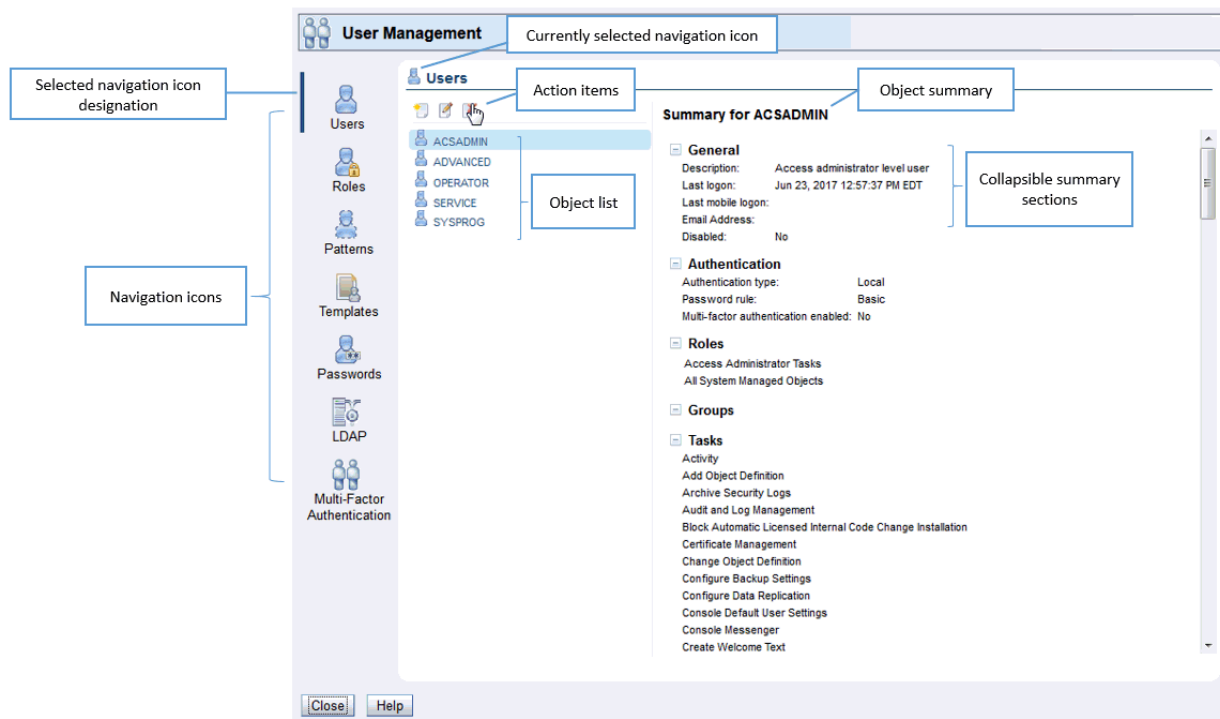 User Management
Currently selected navigation icon
Selected navigation icon
designation
Users
Action items
Object summary
Users
Roles
Patterns
Templates
Passwords
LDAP
Multi-Factor
Authentication
Navigation icons
ACSADMIN
ADVANCED
OPERATOR
SERVICE
SYSPROG
Object list
Summary for ACSADMIN
General
Description: Access administrator level user
Last logon: Jun 23, 2017 12:57:37 PM EDT
Last mobile logon:
Email Address:
Disabled: No
Collapsible summary
sections
Authentication
Authentication type: Local
Password rule: Basic
Multi-factor authentication enabled: No
Roles
Access Administrator Tasks
All System Managed Objects
Groups
Tasks
Activity
Add Object Definition
Archive Security Logs
Audit and Log Management
Block Automatic Licensed Internal Code Change Installation
Certificate Management
Change Object Definition
Configure Backup Settings
Configure Data Replication
Console Default User Settings
Console Messenger
Create Welcome Text
Close Help